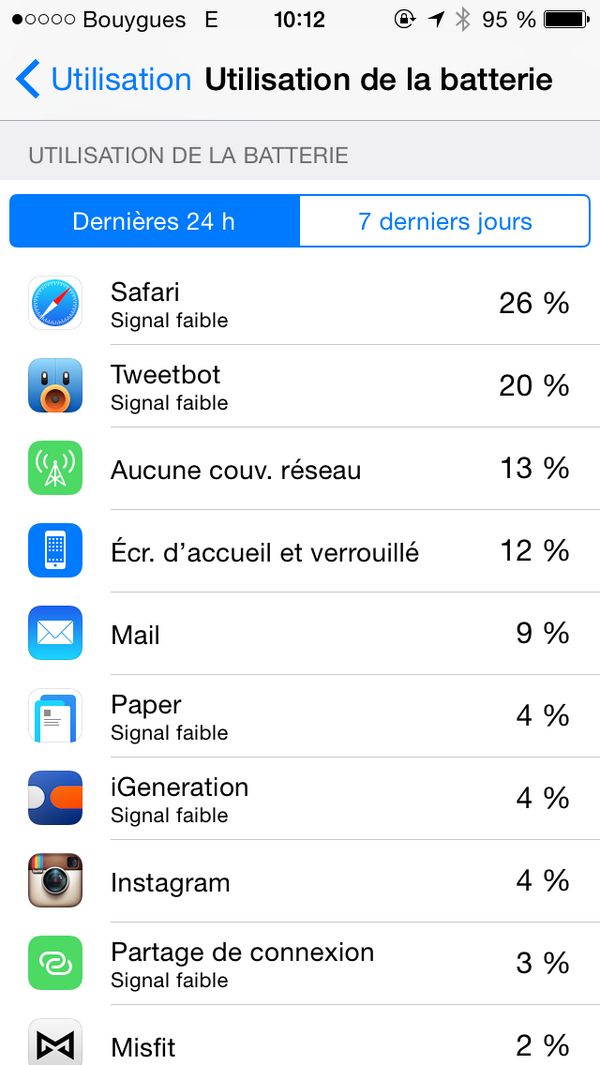 Bouygues E 10:12 95 %
Utilisation Utilisation de la batterie
UTILISATION DE LA BATTERIE
Dernières 24 h 7 derniers jours
Safari 26 %
Signal faible
Tweetbot 20 %
Signal faible
Aucune couv. réseau 13 %
Écr. d’accueil et verrouillé 12 %
Mail 9 %
Paper 4 %
Signal faible
iGeneration 4 %
Signal faible
Instagram 4 %
Partage de connexion 3 %
Signal faible
Misfit 2 %